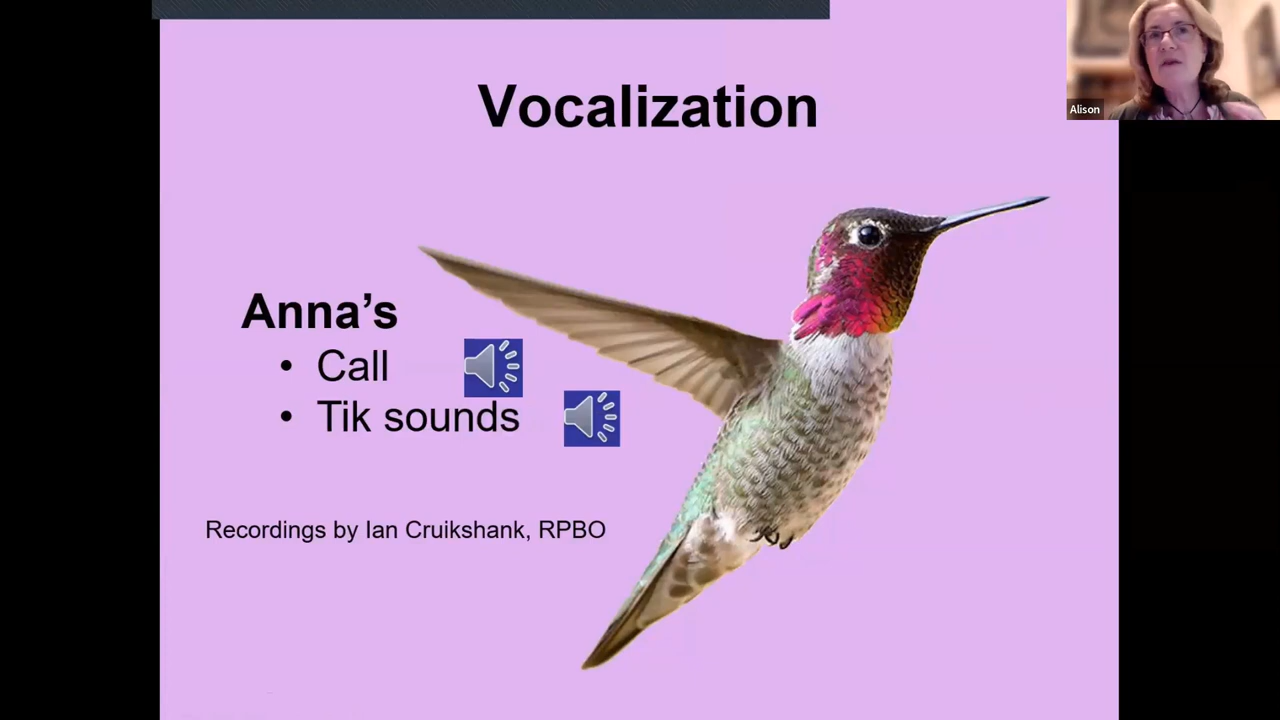 Vocalization
Alison
Anna’s
• Call
• Tik sounds
Recordings by Ian Cruikshank, RPBO